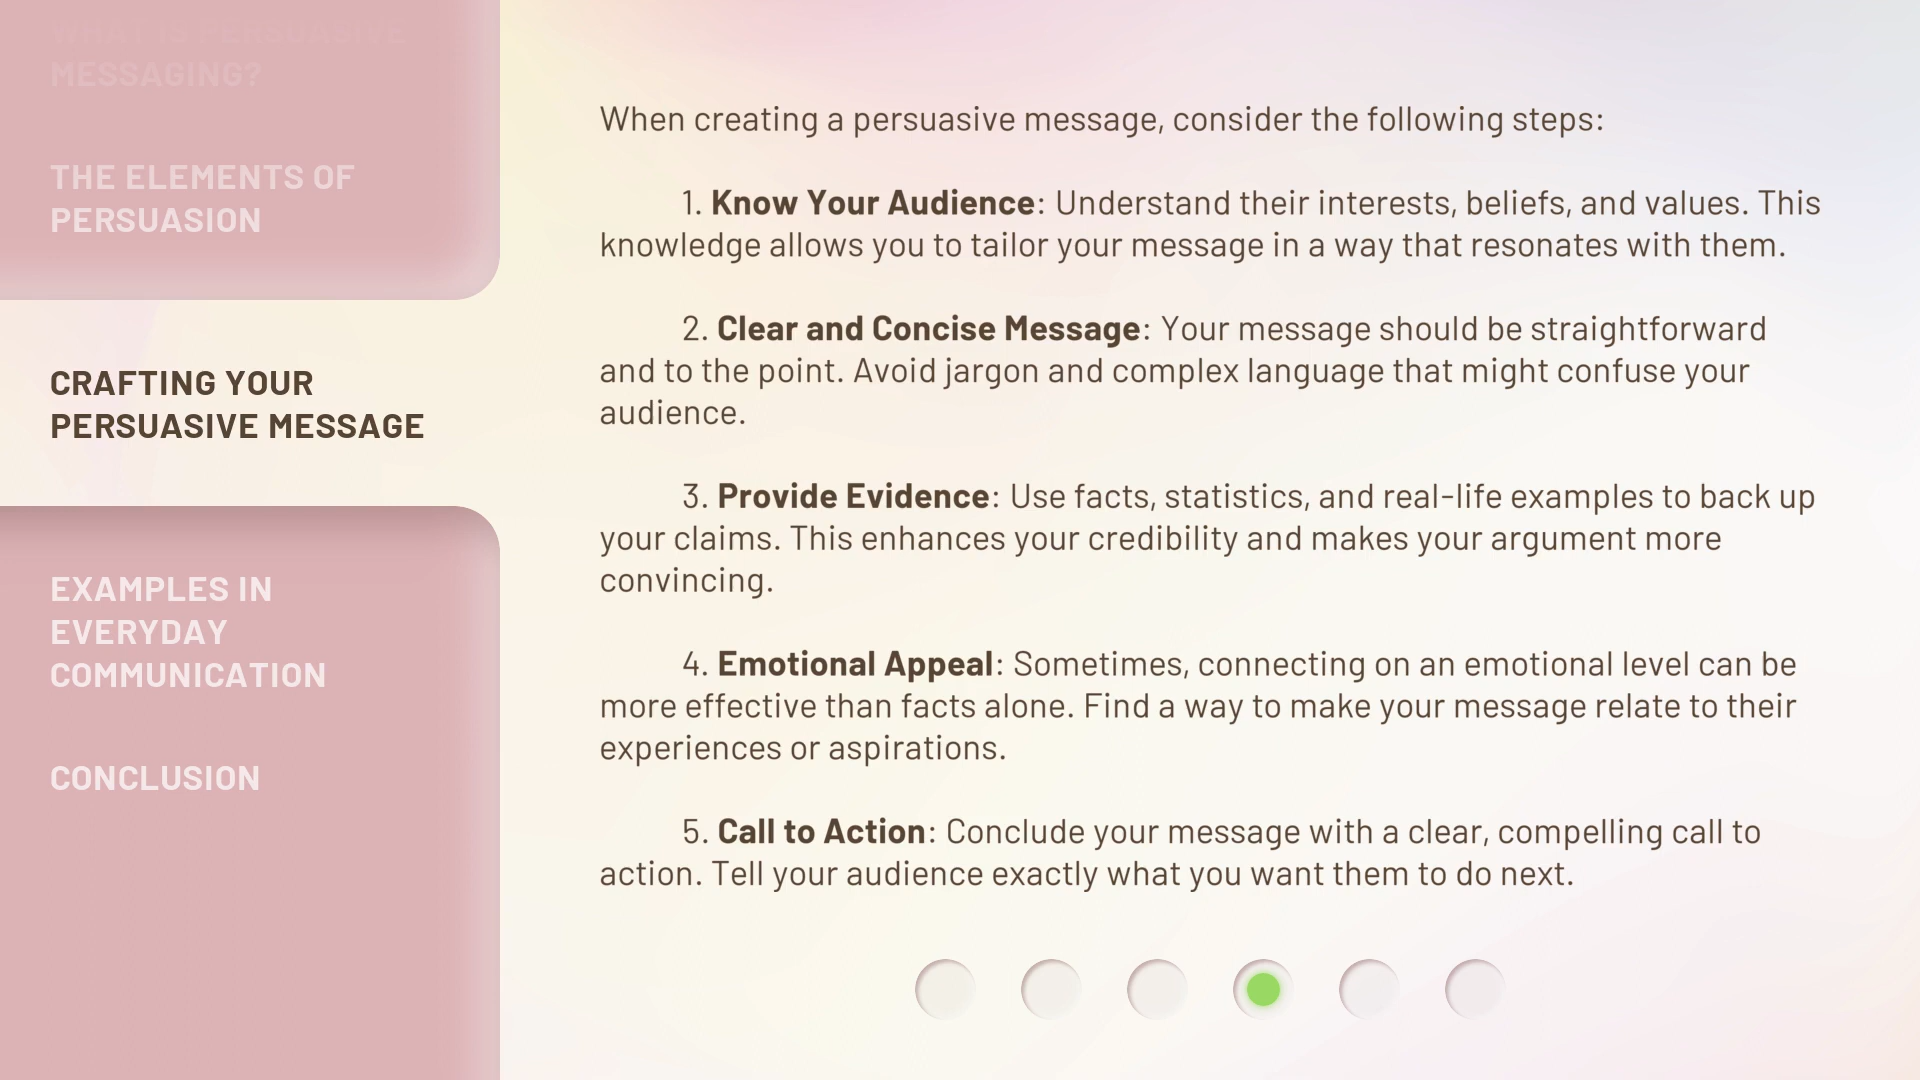 WHAT IS PERSUASIVE
MESSAGING?
THE ELEMENTS OF
PERSUASION
CRAFTING YOUR
PERSUASIVE MESSAGE
EXAMPLES IN
EVERYDAY
COMMUNICATION
CONCLUSION
When creating a persuasive message, consider the following steps:
1. Know Your Audience: Understand their interests, beliefs, and values. This
knowledge allows you to tailor your message in a way that resonates with them.
2. Clear and Concise Message: Your message should be straightforward
and to the point. Avoid jargon and complex language that might confuse your
audience.
3. Provide Evidence: Use facts, statistics, and real-life examples to back up
your claims. This enhances your credibility and makes your argument more
convincing.
4. Emotional Appeal: Sometimes, connecting on an emotional level can be
more effective than facts alone. Find a way to make your message relate to their
experiences or aspirations.
5. Call to Action: Conclude your message with a clear, compelling call to
action. Tell your audience exactly what you want them to do next.